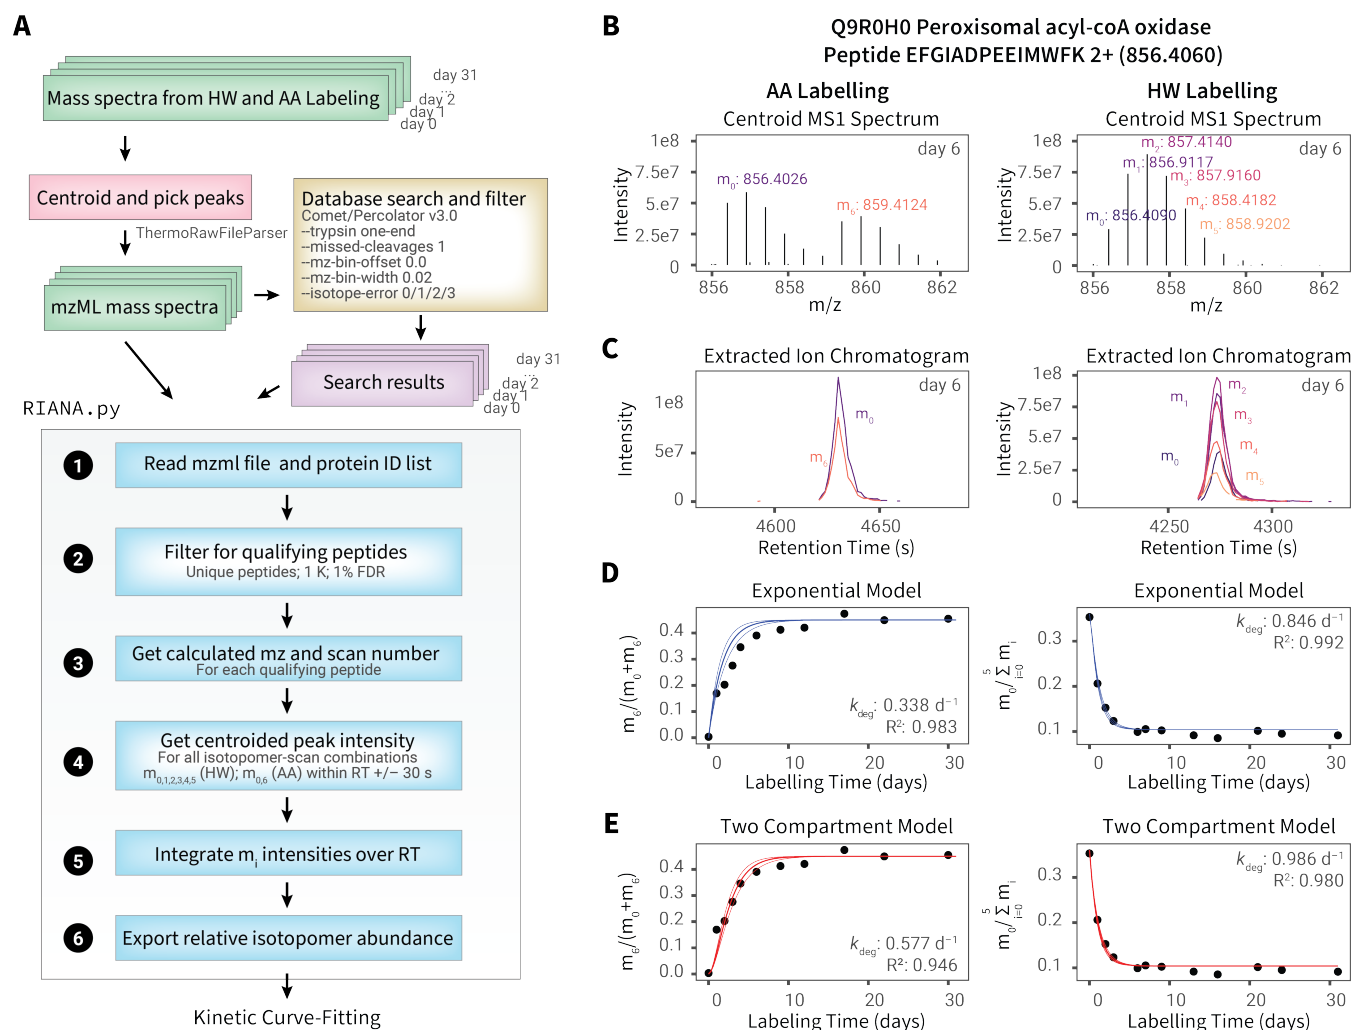 A
Mass spectra from HW and AA Labeling
day 31
...
day 2
day 1
day 0
Centroid and pick peaks
ThermoRawFileParser
mzML mass spectra
Database search and filter
Comet/Percolator v3.0
--trypsin one-end
--missed-cleavages 1
--mz-bin-offset 0.0
--mz-bin-width 0.02
--isotope-error 0/1/2/3
Search results
day 31
...
day 2
day 1
day 0
RIANA.py
1 Read mzml file and protein ID list
2 Filter for qualifying peptides
Unique peptides; 1 K; 1% FDR
3 Get calculated mz and scan number
For each qualifying peptide
4 Get centroided peak intensity
For all isotopomer-scan combinations
m0,1,2,3,4,5 (HW); m0,6 (AA) within RT +/− 30 s
5 Integrate mi intensities over RT
6 Export relative isotopomer abundance
Kinetic Curve-Fitting
B
Q9R0H0 Peroxisomal acyl-coA oxidase
Peptide EFGIADPEEIMWFK 2+ (856.4060)
AA Labelling
Centroid MS1 Spectrum
day 6
Intensity
1e8
7.5e7
5e7
2.5e7
0
m0: 856.4026
m6: 859.4124
856 858 860 862
m/z
HW Labelling
Centroid MS1 Spectrum
day 6
Intensity
1e8
7.5e7
5e7
2.5e7
0
m2: 857.4140
m1: 856.9117
m3: 857.9160
m4: 858.4182
m0: 856.4090
m5: 858.9202
856 858 860 862
m/z
C
Extracted Ion Chromatogram
day 6
Intensity
1e8
5e7
0
m0
m6
4600 4650
Retention Time (s)
Extracted Ion Chromatogram
day 6
Intensity
1e8
7.5e7
5e7
2.5e7
0
m2
m1
m3
m4
m0
m5
4250 4300
Retention Time (s)
D
Exponential Model
m6/(m0+m6)
0.4
0.3
0.2
0.1
0.0
kdeg: 0.338 d−1
R2: 0.983
0 10 20 30
Labelling Time (days)
Exponential Model
m0/ 5Σi=0 mi
0.3
0.2
0.1
kdeg: 0.846 d−1
R2: 0.992
0 10 20 30
Labelling Time (days)
E
Two Compartment Model
m6/(m0+m6)
0.4
0.3
0.2
0.1
0.0
kdeg: 0.577 d−1
R2: 0.946
0 10 20 30
Labelling Time (days)
Two Compartment Model
m0/ 5Σi=0 mi
0.3
0.2
0.1
kdeg: 0.986 d−1
R2: 0.980
0 10 20 30
Labelling Time (days)